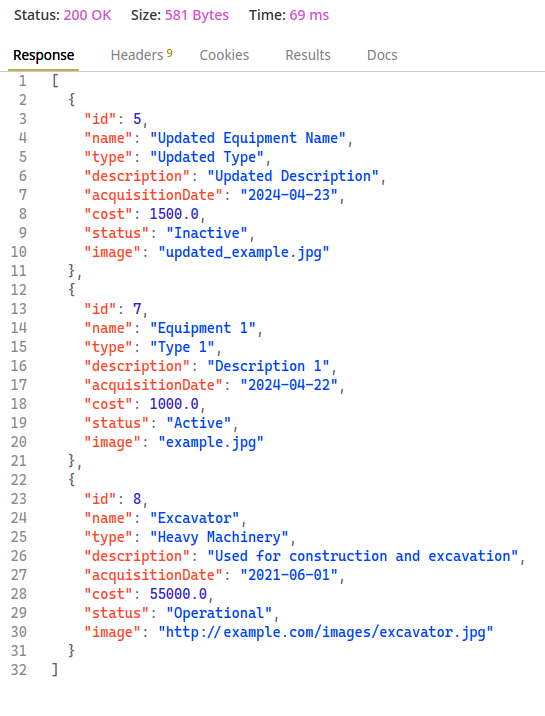 Status: 200 OK Size: 581 Bytes Time: 69 ms
Response Headers 9 Cookies Results Docs
1 [
2 {
3 "id": 5,
4 "name": "Updated Equipment Name",
5 "type": "Updated Type",
6 "description": "Updated Description",
7 "acquisitionDate": "2024-04-23",
8 "cost": 1500.0,
9 "status": "Inactive",
10 "image": "updated_example.jpg"
11 },
12 {
13 "id": 7,
14 "name": "Equipment 1",
15 "type": "Type 1",
16 "description": "Description 1",
17 "acquisitionDate": "2024-04-22",
18 "cost": 1000.0,
19 "status": "Active",
20 "image": "example.jpg"
21 },
22 {
23 "id": 8,
24 "name": "Excavator",
25 "type": "Heavy Machinery",
26 "description": "Used for construction and excavation",
27 "acquisitionDate": "2021-06-01",
28 "cost": 55000.0,
29 "status": "Operational",
30 "image": "http://example.com/images/excavator.jpg"
31 }
32 ]